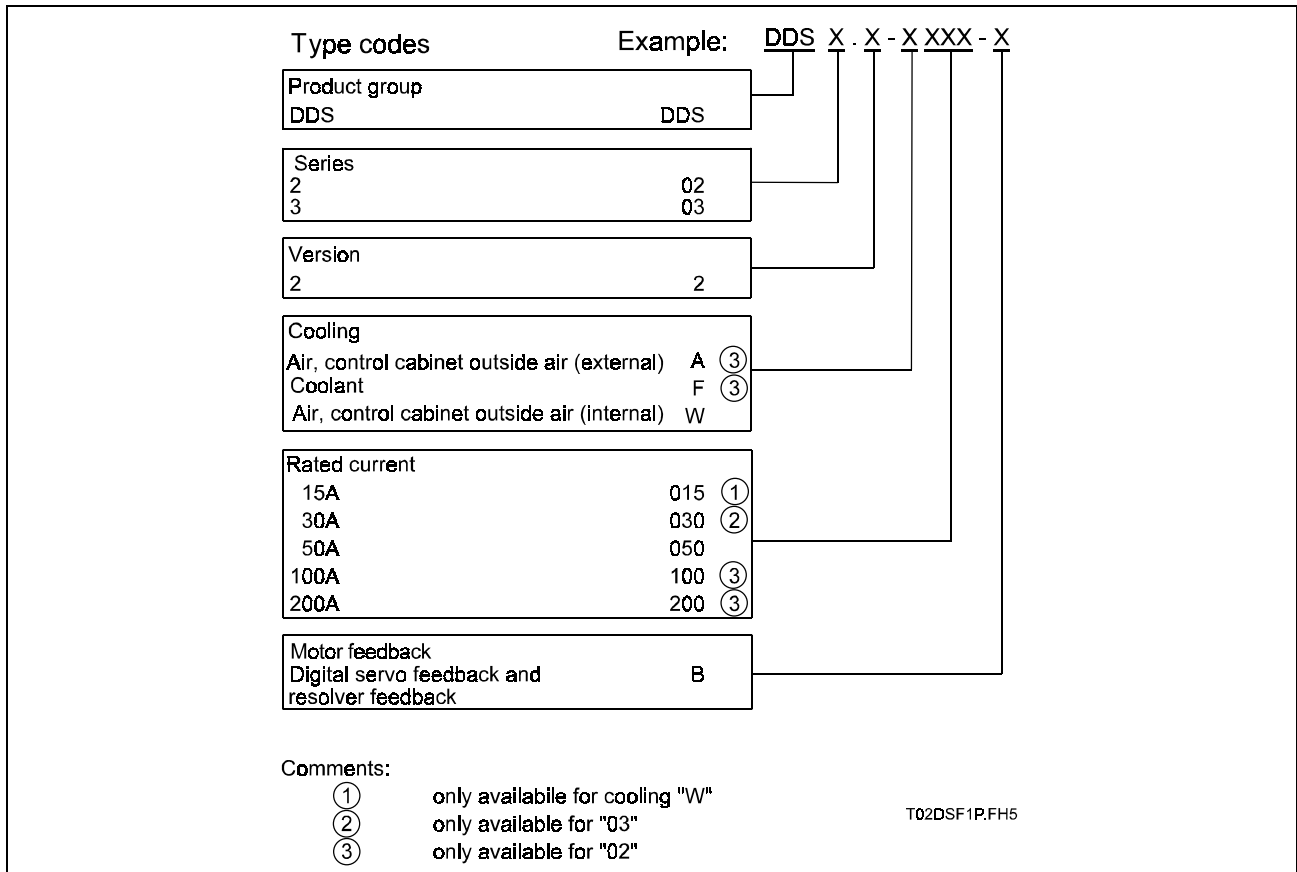 Type codes Example: DDS X . X - X XXX - X
Product group
DDS DDS
Series
2 02
3 03
Version
2 2
Cooling
Air, control cabinet outside air (external) A ③
Coolant F ③
Air, control cabinet outside air (internal) W
Rated current
15A 015 ①
30A 030 ②
50A 050
100A 100 ③
200A 200 ③
Motor feedback
Digital servo feedback and B
resolver feedback
Comments:
① only availabile for cooling "W"
② only available for "03"
③ only available for "02"
T02DSF1P.FH5